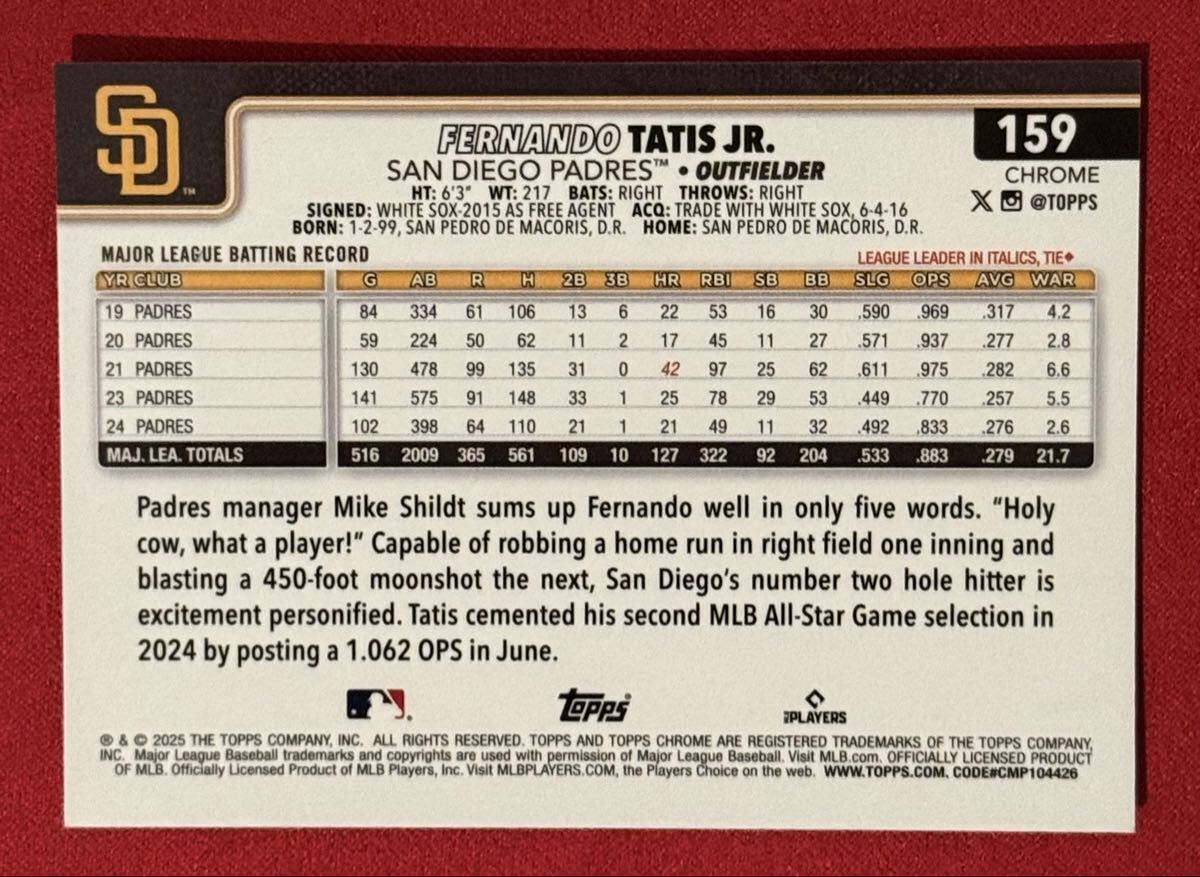 SD
TM
FERNANDO TATIS JR.
159
SAN DIEGO PADRES™ • OUTFIELDER
CHROME
HT: 6'3" WT: 217 BATS: RIGHT THROWS: RIGHT
@TOPPS
SIGNED: WHITE SOX-2015 AS FREE AGENT ACQ: TRADE WITH WHITE SOX, 6-4-16
BORN: 1-2-99, SAN PEDRO DE MACORIS, D.R. HOME: SAN PEDRO DE MACORIS, D.R.
MAJOR LEAGUE BATTING RECORD LEAGUE LEADER IN ITALICS, TIE◆
YR CLUB G AB R H 2B 3B HR RBI SB BB SLG OPS AVG WAR
19 PADRES 84 334 61 106 13 6 22 53 16 30 .590 .969 .317 4.2
20 PADRES 59 224 50 62 11 2 17 45 11 27 .571 .937 .277 2.8
21 PADRES 130 478 99 135 31 0 42 97 25 62 .611 .975 .282 6.6
23 PADRES 141 575 91 148 33 1 25 78 29 53 .449 .770 .257 5.5
24 PADRES 102 398 64 110 21 1 21 49 11 32 .492 .833 .276 2.6
MAJ. LEA. TOTALS 516 2009 365 561 109 10 127 322 92 204 .533 .883 .279 21.7
Padres manager Mike Shildt sums up Fernando well in only five words. "Holy
cow, what a player!" Capable of robbing a home run in right field one inning and
blasting a 450-foot moonshot the next, San Diego's number two hole hitter is
excitement personified. Tatis cemented his second MLB All-Star Game selection in
2024 by posting a 1.062 OPS in June.
Topps
PLAYERS
® & © 2025 THE TOPPS COMPANY, INC. ALL RIGHTS RESERVED. TOPPS AND TOPPS CHROME ARE REGISTERED TRADEMARKS OF THE TOPPS COMPANY,
INC. Major League Baseball trademarks and copyrights are used with permission of Major League Baseball. Visit MLB.com. OFFICIALLY LICENSED PRODUCT
OF MLB. Officially Licensed Product of MLB Players, Inc. Visit MLBPLAYERS.COM, the Players Choice on the web. WWW.TOPPS.COM. CODE#CMP104426